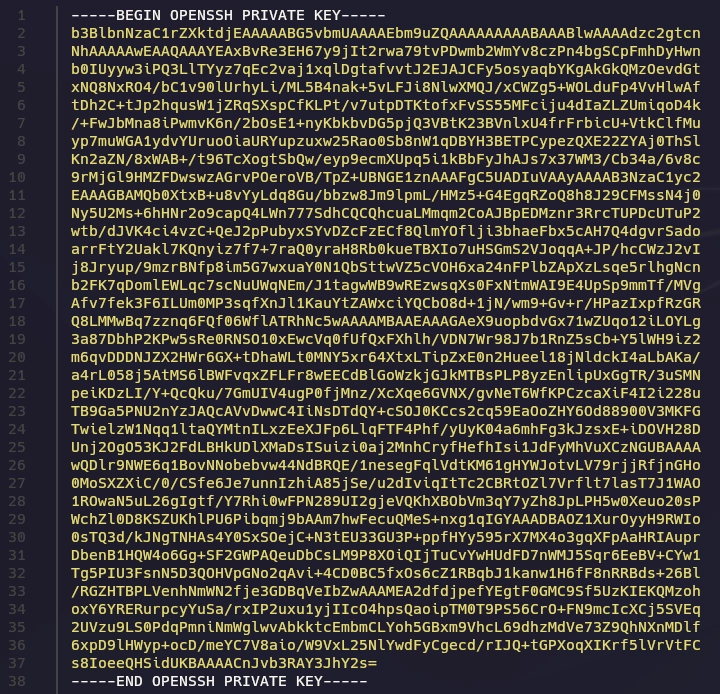 1 -----BEGIN OPENSSH PRIVATE KEY-----
2 b3BlbnNzaC1rZXktdjEAAAAABG5vbmUAAAAEbm9uZQAAAAAAAAABAAABlwAAAAdzc2gtcn
3 NhAAAAAwEAAQAAAYEAxBvRe3EH67y9jIt2rwa79tvPDwmb2WmYv8czPn4bgSCpFmhDyHwn
4 b0IUyyw3iPQ3LlTYyz7qEc2vaj1xqlDgtafvvtJ2EJAJCFy5osyaqbYKgAkGkQMzOevdGt
5 xNQ8NxRO4/bC1v90lUrhyLi/ML5B4nak+5vLFJi8NlwXMQJ/xCWZg5+WOLduFp4VvHlwAf
6 tDh2C+tJp2hqusW1jZRqSXspCfKLPt/v7utpDTKtofxFvSS55MFciju4dIaZLZUmiqoD4k
7 /+FwJbMna8iPwmvK6n/2bOsE1+nyKbkbvDG5pjQ3VBtK23BVnlxU4frFrbicU+VtkClfMu
8 yp7muWGA1ydvYUruoOiaURYupzuxw25Rao0Sb8nW1qDBYH3BETPCypezQXE22ZYAj0ThSl
9 Kn2aZN/8xWAB+/t96TcXogtSbQw/eyp9ecmXUpq5i1kBbFyJhAJs7x37WM3/Cb34a/6v8c
10 9rMjGl9HMZFDwswzAGrvPOeroVB/TpZ+UBNGE1znAAAFgC5UADIuVAAyAAAAB3NzaC1yc2
11 EAAAGBAMQb0XtxB+u8vYyLdq8Gu/bbzw8Jm9lpmL/HMz5+G4EgqRZoQ8h8J29CFMssN4j0
12 Ny5U2Ms+6hHNr2o9capQ4LWn777SdhCQCQhcuaLMmqm2CoAJBpEDMznr3RrcTUPDcUTuP2
13 wtb/dJVK4ci4vzC+QeJ2pPubyxSYvDZcFzECf8QlmYOflji3bhaeFbx5cAH7Q4dgvrSado
14 arrFtY2Uakl7KQnyiz7f7+7raQ0yraH8Rb0kueTBXIo7uHSGmS2VJoqqA+JP/hcCWzJ2vI
15 j8Jryup/9mzrBNfp8im5G7wxuaY0N1QbSttwVZ5cVOH6xa24nFPlbZApXzLsqe5rlhgNcn
16 b2FK7qDomlEWLqc7scNuUWqNEm/J1tagwWB9wREzwsqXs0FxNtmWAI9E4UpSp9mmTf/MVg
17 Afv7fek3F6ILUm0MP3sqfXnJl1KauYtZAWxciYQCbO8d+1jN/wm9+Gv+r/HPazIxpfRzGR
18 Q8LMMwBq7zznq6FQf06WflATRhNc5wAAAAMBAAEAAAGAeX9uopbdvGx71wZUqo12iLOYLg
19 3a87DbhP2KPw5sRe0RNSO10xEwcVq0fUfQxFXhlh/VDN7Wr98J7b1RnZ5sCb+Y5lWH9iz2
20 m6qvDDDNJZX2HWr6GX+tDhaWLt0MNY5xr64XtxLTipZxE0n2Hueel18jNldckI4aLbAKa/
21 a4rL058j5AtMS6lBWFvqxZFLFr8wEECdBlGoWzkjGJkMTBsPLP8yzEnlipUxGgTR/3uSMN
22 peiKDzLI/Y+QcQku/7GmUIV4ugP0fjMnz/XcXqe6GVNX/gvNeT6WfKPCzcaXiF4I2i228u
23 TB9Ga5PNU2nYzJAQcAVvDwwC4IiNsDTdQY+cSOJ0KCcs2cq59EaOoZHY6Od88900V3MKFG
24 TwielzW1Nqq1ltaQYMtnILxzEeXJFp6LlqFTF4Phf/yUyK04a6mhFg3kJzsxE+iDOVH28D
25 Unj2OgO53KJ2FdLBHkUDlXMaDsISuizi0aj2MnhCryfHefhIsi1JdFyMhVuXCzNGUBAAAA
26 wQDlr9NWE6q1BovNNobebvw44NdBRQE/1nesegFqlVdtKM61gHYWJotvLV79rjjRfjnGHo
27 0MoSXZXiC/0/CSfe6Je7unnIzhiA85jSe/u2dIviqItTc2CBRtOZl7Vrflt7lasT7J1WAO
28 1ROwaN5uL26gIgtf/Y7Rhi0wFPN289UI2gjeVQKhXBObVm3qY7yZh8JpLPH5w0Xeuo20sP
29 WchZl0D8KSZUKhlPU6Pibqmj9bAAm7hwFecuQMeS+nxg1qIGYAAADBAOZ1XurOyyH9RWIo
30 0sTQ3d/kJNgTNHAs4Y0SxSOejC+N3tEU33GU3P+ppfHYy595rX7MX4o3gqXFpAaHRIAupr
31 DbenB1HQW4o6Gg+SF2GWPAQeuDbCsLM9P8XOiQIjTuCvYwHUdFD7nWMJ5Sqr6EeBV+CYw1
32 Tg5PIU3FsnN5D3QOHVpGNo2qAvi+4CD0BC5fxOs6cZ1RBqbJ1kanw1H6fF8nRRBds+26Bl
33 /RGZHTBPLVenhNmWN2fje3GDBqVeIbZwAAAMEA2dfdjpefYEgtF0GMC9Sf5UzKIEKQMzoh
34 oxY6YRERurpcyYuSa/rxIP2uxu1yjIIcO4hpsQaoipTM0T9PS56CrO+FN9mcIcXCj5SVEq
35 2UVzu9LS0PdqPmniNmWglwvAbkktcEmbmCLYoh5GBxm9VhcL69dhzMdVe73Z9QhNXnMDlf
36 6xpD9lHWyp+ocD/meYC7V8aio/W9VxL25NlYwdFyCgecd/rIJQ+tGPXoqXIKrf5lVrVtFC
37 s8IoeeQHSidUKBAAAACnJvb3RAY3JhY2s=
38 -----END OPENSSH PRIVATE KEY-----